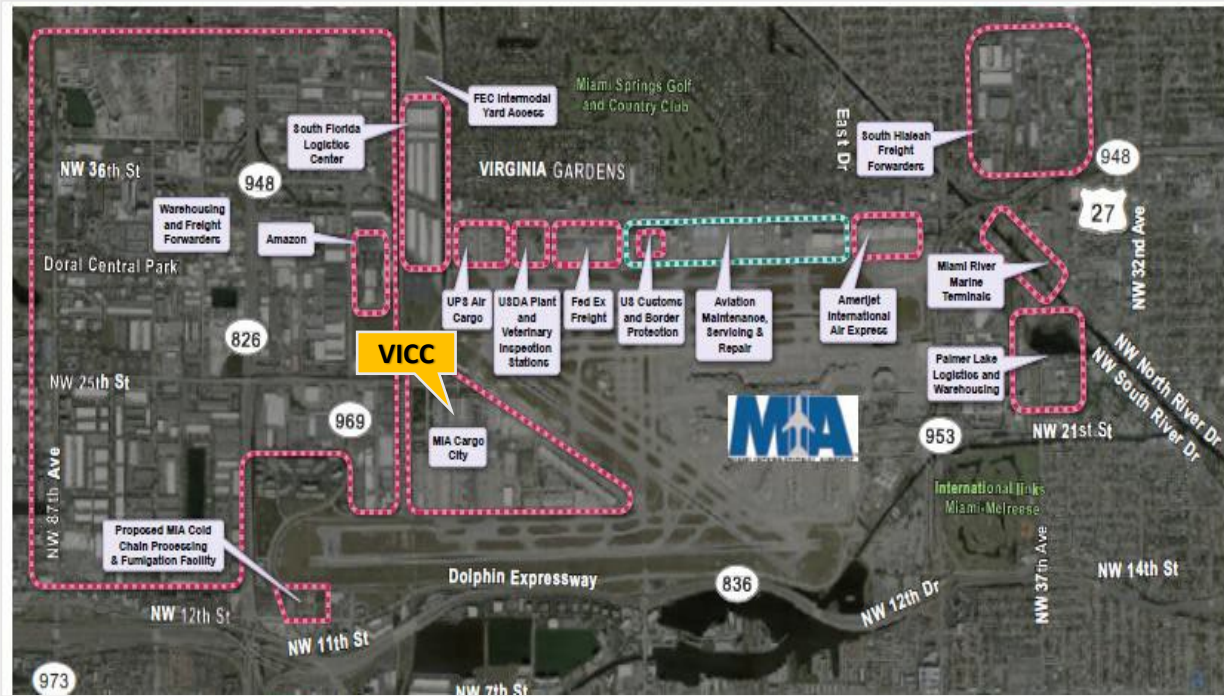 FEC Intermodal
Yard Access
Miami Springs Golf
and Country Club
South Florida
Logistics
Center
East Dr
South Hialeah
Freight
Forwarders
948
NW 36th St
948
VIRGINIA GARDENS
27
NW 32nd Ave
Warehousing
and Freight
Forwarders
Amazon
Doral Central Park
UPS Air
Cargo
USDA Plant
and
Veterinary
Inspection
Stations
Fed Ex
Freight
US Customs
and Border
Protection
Aviation
Maintenance,
Servicing &
Repair
Amerijet
International
Air Express
Miami River
Marine
Terminals
826
VICC
Palmer Lake
Logistics and
Warehousing
NW North River Dr
NW South River Dr
NW 25th St
969
MIA Cargo
City
MIA
953
NW 21st St
NW 87th Ave
International links
Miami-Melreese
Proposed MIA Cold
Chain Processing
& Fumigation Facility
NW 37th Ave
Dolphin Expressway
836
NW 14th St
NW 12th Dr
NW 12th St
NW 11th St
973
NW 7th St